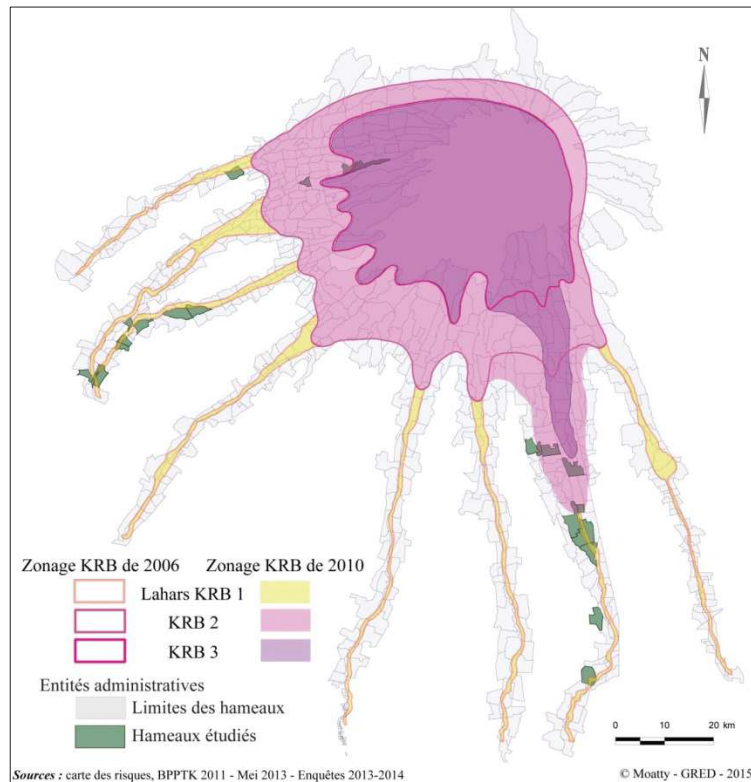 N
Zonage KRB de 2006 Zonage KRB de 2010
Lahars KRB 1
KRB 2
KRB 3
Entités administratives
Limites des hameaux
Hameaux étudiés
0 10 20 km
Sources : carte des risques, BPPTK 2011 - Mei 2013 - Enquêtes 2013-2014
© Moatty - GRED - 2015